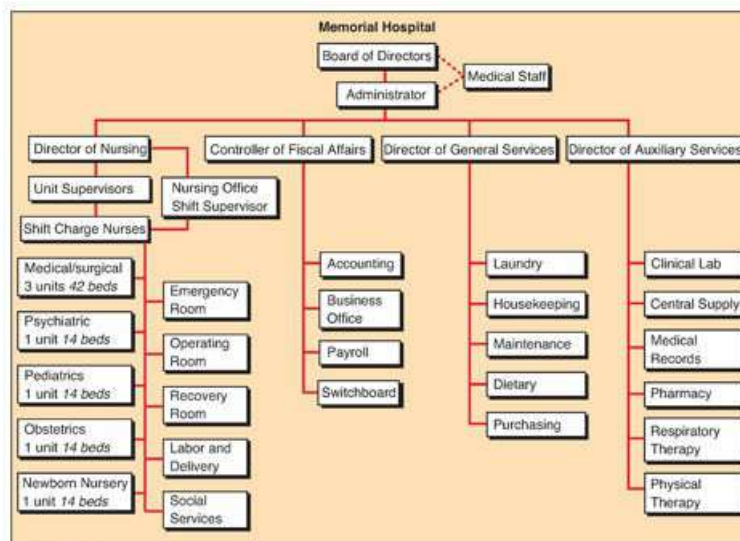 Memorial Hospital
Board of Directors
Medical Staff
Administrator
Director of Nursing
Controller of Fiscal Affairs
Director of General Services
Director of Auxiliary Services
Unit Supervisors
Nursing Office
Shift Supervisor
Shift Charge Nurses
Medical/surgical
3 units 42 beds
Psychiatric
1 unit 14 beds
Pediatrics
1 unit 14 beds
Obstetrics
1 unit 14 beds
Newborn Nursery
1 unit 14 beds
Emergency
Room
Operating
Room
Recovery
Room
Labor and
Delivery
Social
Services
Accounting
Business
Office
Payroll
Switchboard
Laundry
Housekeeping
Maintenance
Dietary
Purchasing
Clinical Lab
Central Supply
Medical
Records
Pharmacy
Respiratory
Therapy
Physical
Therapy